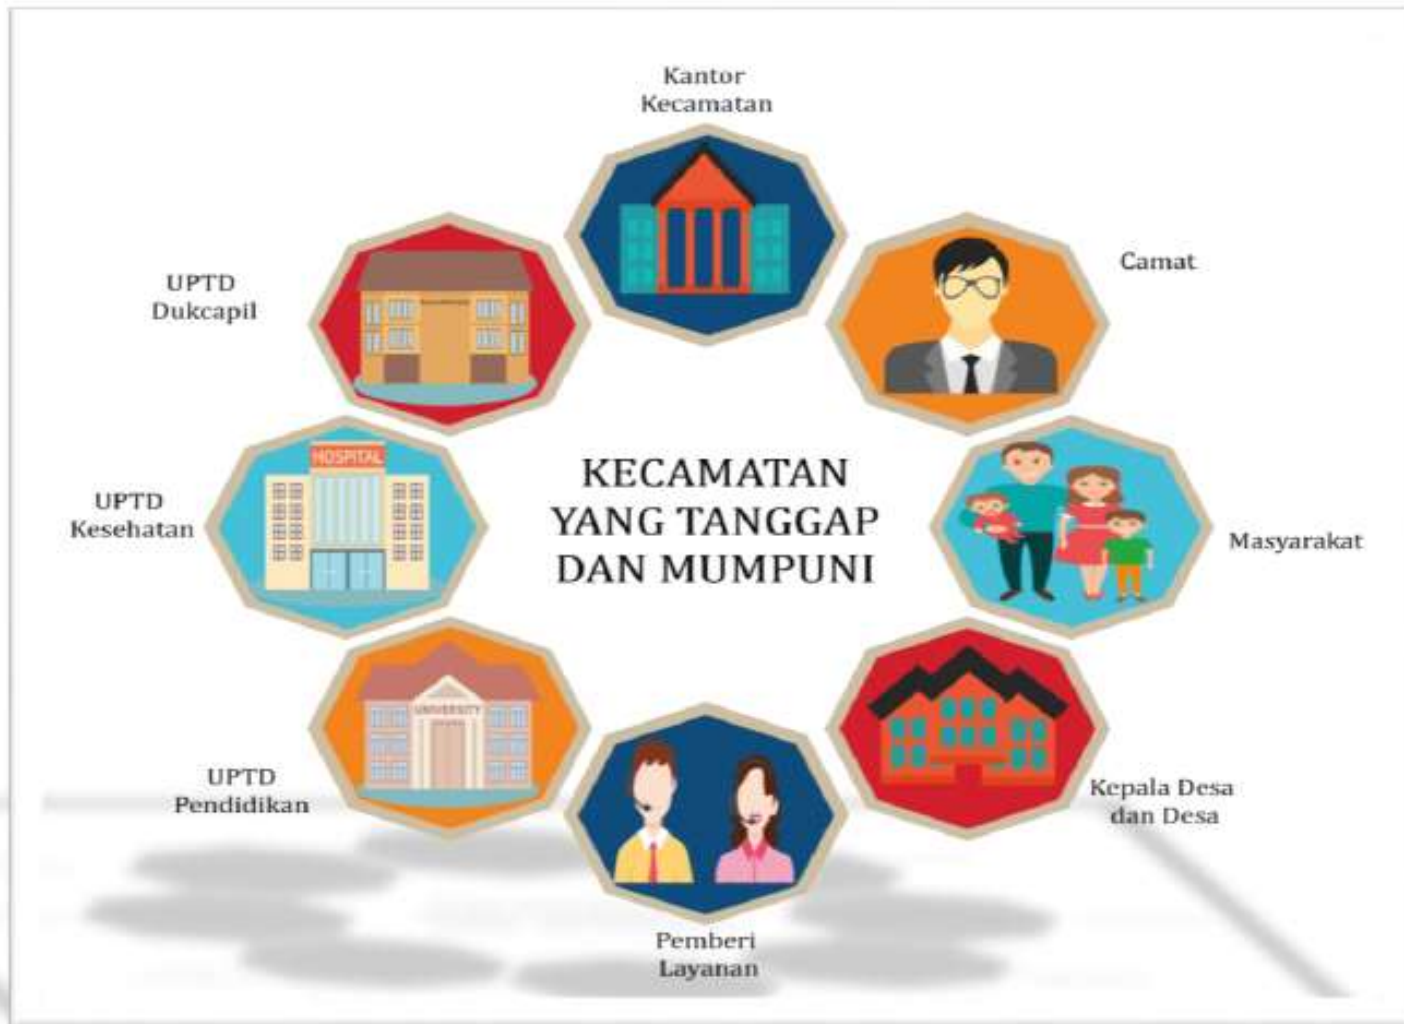 Kantor
Kecamatan
Camat
UPTD
Dukcapil
HOSPITAL
KECAMATAN
YANG TANGGAP
DAN MUMPUNI
UPTD
Kesehatan
Masyarakat
UNIVERSITY
UPTD
Pendidikan
Kepala Desa
dan Desa
Pemberi
Layanan